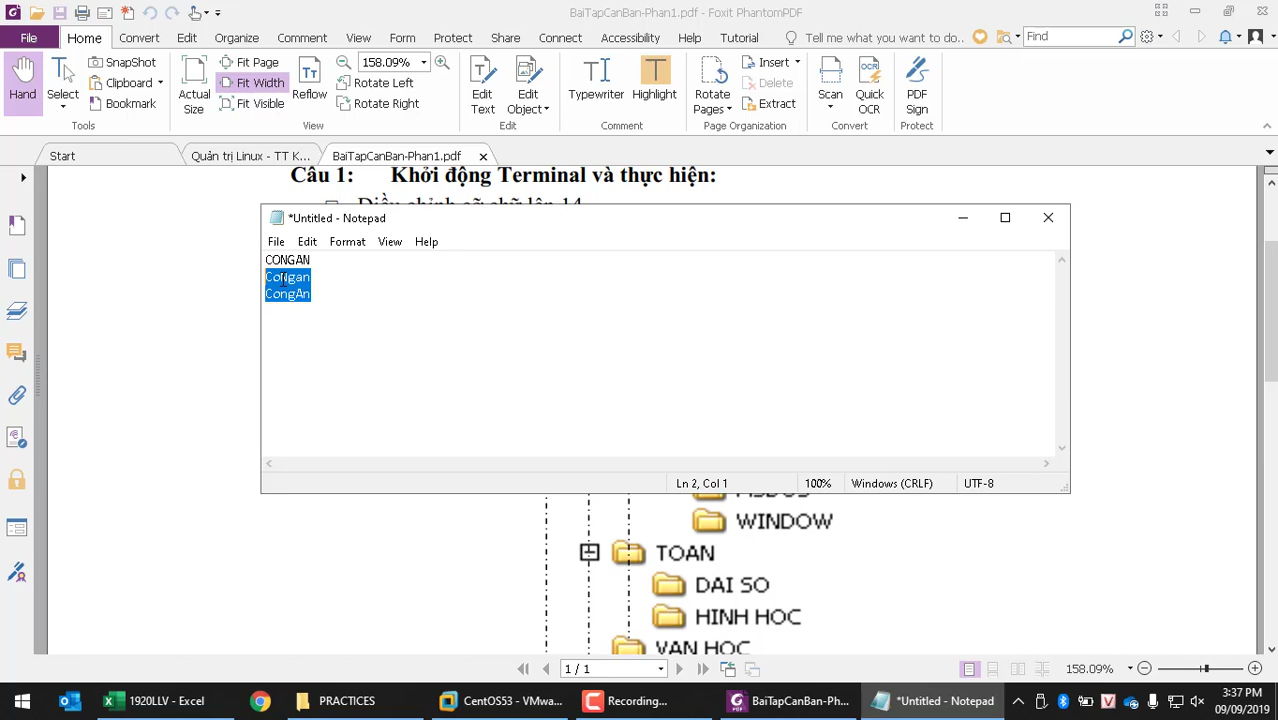 BaiTapCanBan-Phan1.pdf - Foxit PhantomPDF
File Home Convert Edit Organize Comment View Form Protect Share Connect Accessibility Help Tutorial Tell me what you want to do.. Find
Hand
Select
SnapShot
Clipboard
Bookmark
Tools
Actual Size
Fit Page
Fit Width
Fit Visible
Reflow
158.09%
Rotate Left
Rotate Right
View
Edit Text
Edit Object
Edit
Typewriter
Highlight
Comment
Rotate Pages
Insert
Delete
Extract
Page Organization
Scan
Quick OCR
Convert
PDF Sign
Protect
Start Quản trị Linux - TT K... BaiTapCanBan-Phan1.pdf
Câu 1: Khởi động Terminal và thực hiện:
*Untitled - Notepad
File Edit Format View Help
CONGAN
Congan
CongAn
Ln 2, Col 1 100% Windows (CRLF) UTF-8
WINDOW
TOAN
DAI SO
HINH HOC
VAN HOC
1 / 1 158.09%
1920LLV - Excel PRACTICES CentOS53 - VMwa... Recording... BaiTapCanBan-Pha... *Untitled - Notepad
3:37 PM
09/09/2019